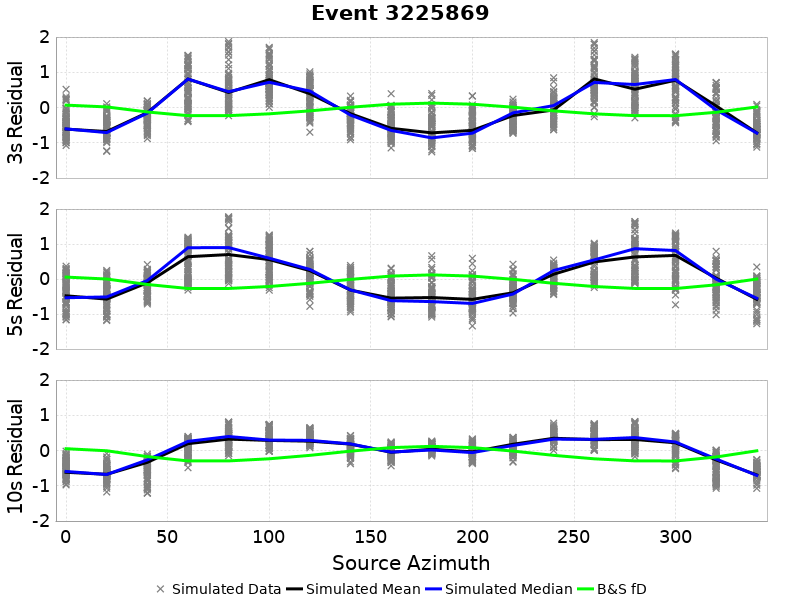 Event 3225869
2
1
0
-1
-2
3s Residual
2
1
0
-1
-2
5s Residual
2
1
0
-1
-2
10s Residual
0 50 100 150 200 250 300
Source Azimuth
Simulated Data Simulated Mean Simulated Median B&S fD